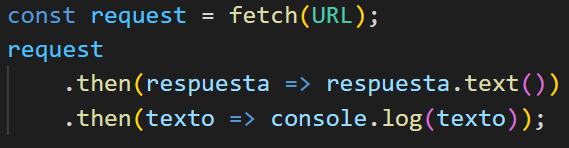 const request = fetch(URL);
request
    .then(respuesta => respuesta.text())
    .then(texto => console.log(texto));